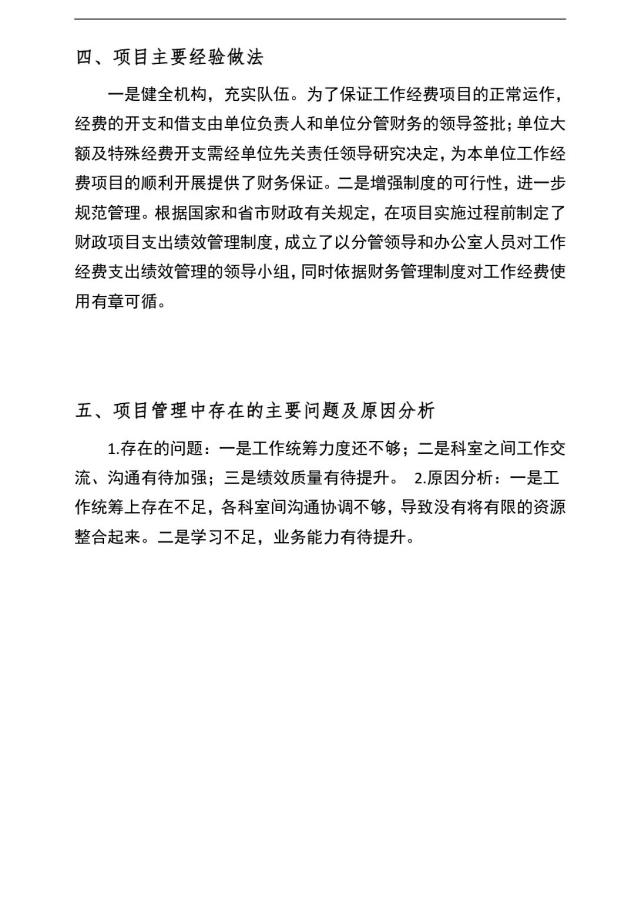 四、项目主要经验做法
一是健全机构，充实队伍。为了保证工作经费项目的正常运作，
经费的开支和借支由单位负责人和单位分管财务的领导签批；单位大
额及特殊经费开支需经单位先关责任领导研究决定，为本单位工作经
费项目的顺利开展提供了财务保证。二是增强制度的可行性，进一步
规范管理。根据国家和省市财政有关规定，在项目实施过程前制定了
财政项目支出绩效管理制度，成立了以分管领导和办公室人员对工作
经费支出绩效管理的领导小组，同时依据财务管理制度对工作经费使
用有章可循。
五、项目管理中存在的主要问题及原因分析
1.存在的问题：一是工作统筹力度还不够；二是科室之间工作交
流、沟通有待加强；三是绩效质量有待提升。 2.原因分析：一是工
作统筹上存在不足，各科室间沟通协调不够，导致没有将有限的资源
整合起来。二是学习不足，业务能力有待提升。